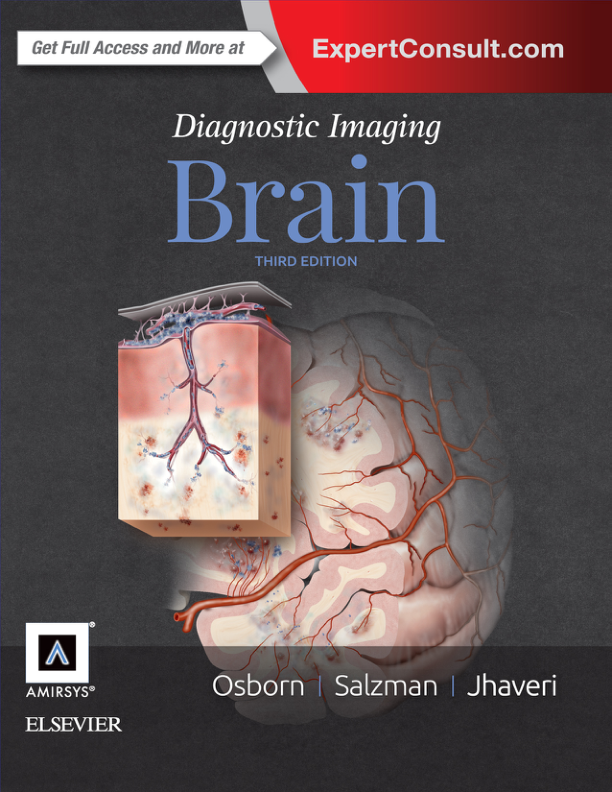 Get Full Access and More at
ExpertConsult.com
Diagnostic Imaging
Brain
THIRD EDITION
AMIRSYS®
Osborn | Salzman | Jhaveri
ELSEVIER